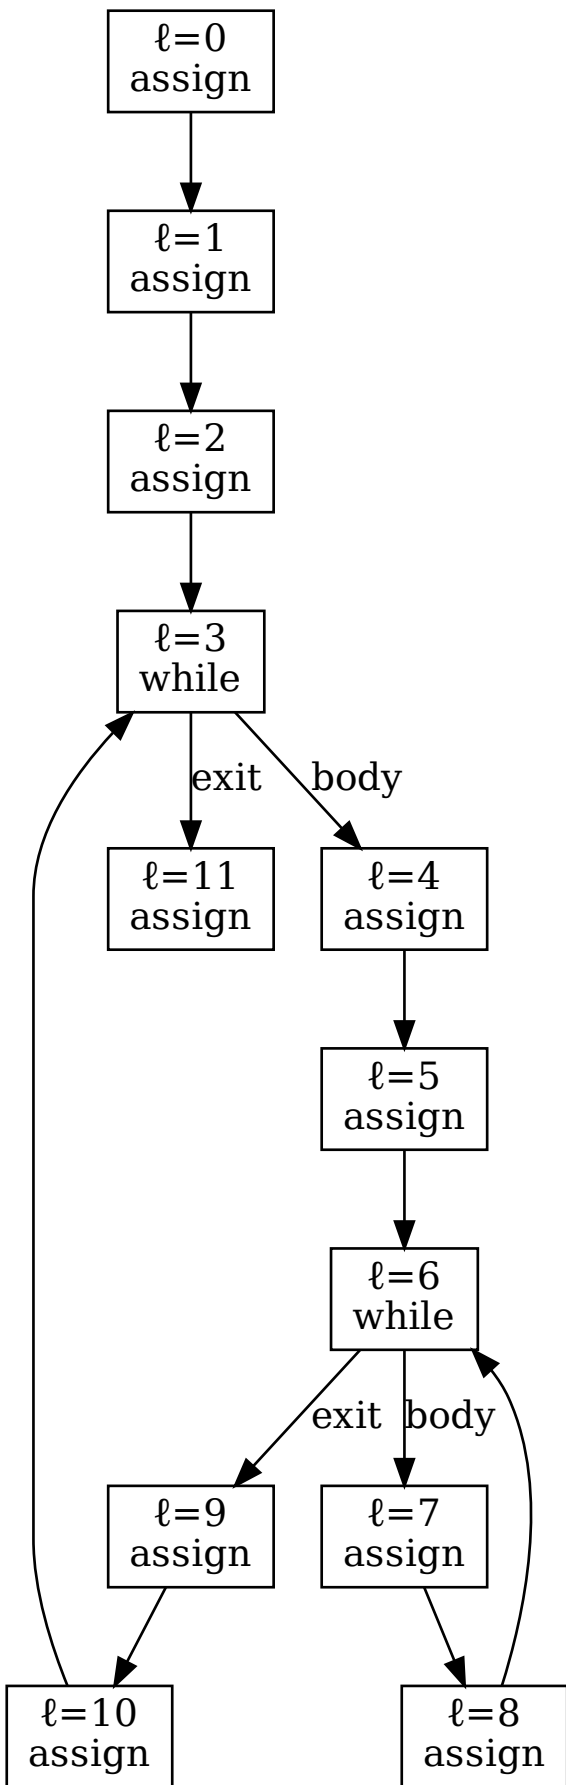 ℓ=0
assign
ℓ=1
assign
ℓ=2
assign
ℓ=3
while
exit
body
ℓ=11
assign
ℓ=4
assign
ℓ=5
assign
ℓ=6
while
exit
body
ℓ=9
assign
ℓ=7
assign
ℓ=10
assign
ℓ=8
assign